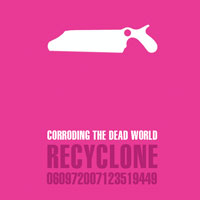 CORRODING THE DEAD WORLD
RECYCLONE
060972007123519449